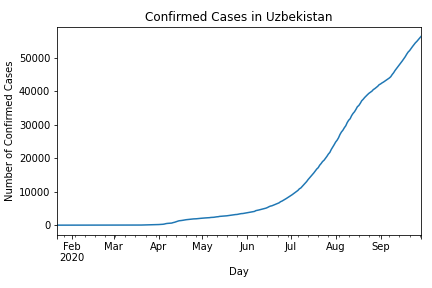 Confirmed Cases in Uzbekistan
Number of Confirmed Cases
50000
40000
30000
20000
10000
0
Feb Mar Apr May Jun Jul Aug Sep
2020
Day